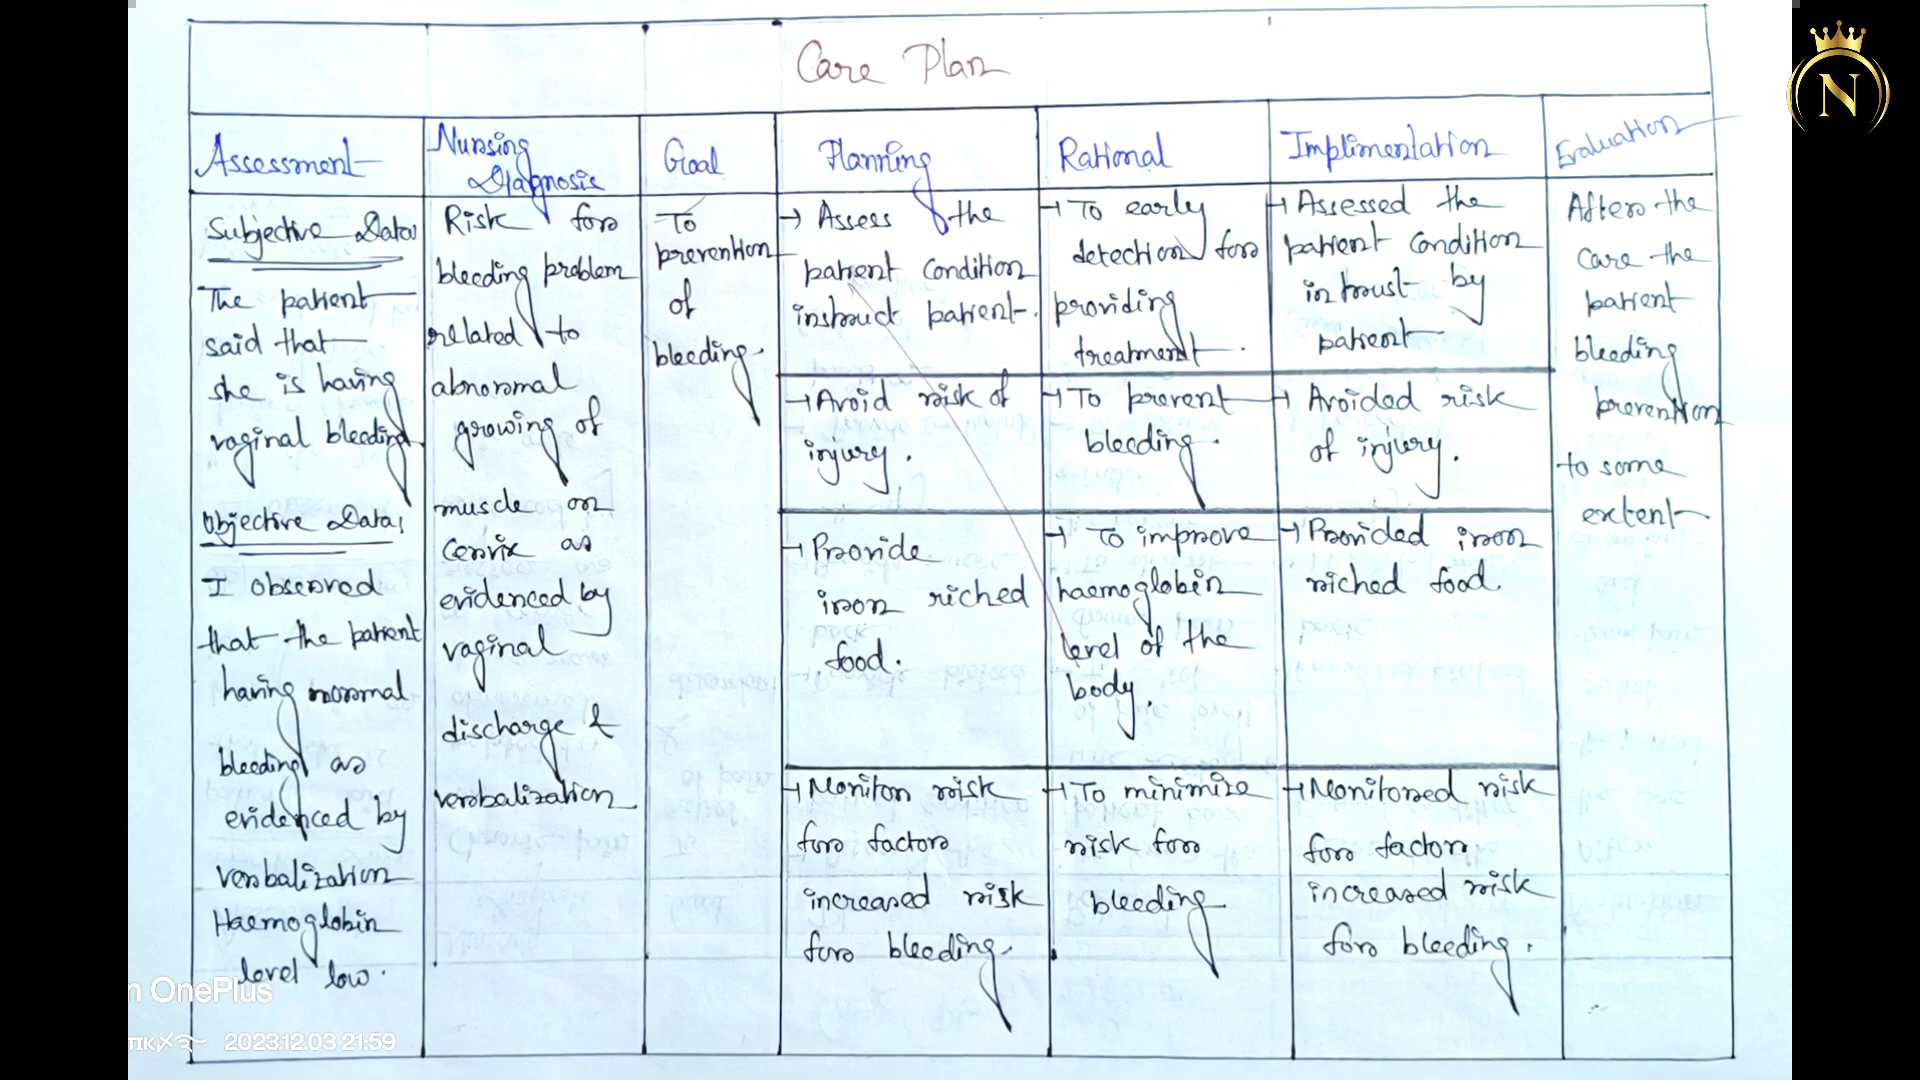 Care Plan
Assessment
Nursing
Diagnosis
Goal
Planning
Rational
Implimentation
Evaluation
Subjective Data:
The patient
said that
she is having
vaginal bleeding.
Objective Data:
I observed
that the patient
having normal
bleeding as
evidenced by
verbalization
Haemoglobin
level low.
Risk for
bleeding problem
related to
abnormal
growing of
muscle on
cervix as
evidenced by
vaginal
discharge &
verbalization
To
prevention
of
bleeding.
→ Assess the
patient condition
instruct patient.
→ To early
detection for
providing
treatment.
→ Assessed the
patient condition
in trust by
patient
→ Avoid risk of
injury.
→ To prevent
bleeding.
→ Avoided risk
of injury.
→ Provide
iron riched
food.
→ To improve
haemoglobin
level of the
body.
→ Provided iron
riched food.
→ Moniton risk
for factors
increased risk
for bleeding.
→ To minimize
risk for
bleeding.
→ Monitored risk
for factors
increased risk
for bleeding.
After the
care the
patient
bleeding
prevention
to some
extent
N
n OnePlus
2023.12.03 21:59